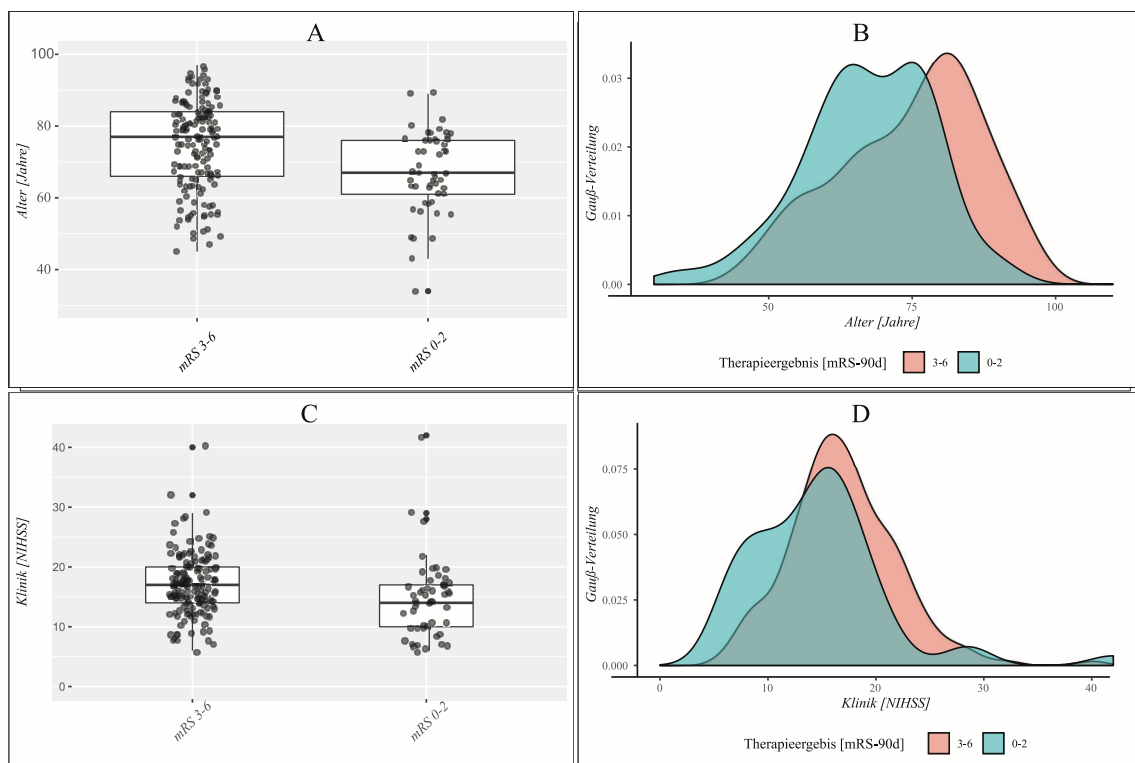 A
Alter [Jahre]
100
80
60
40
mRS 3-6
mRS 0-2
B
Gauß-Verteilung
0.03
0.02
0.01
0.00
50
75
100
Alter [Jahre]
Therapieergebnis [mRS-90d]
3-6
0-2
C
Klinik [NIHSS]
40
30
20
10
0
mRS 3-6
mRS 0-2
D
Gauß-Verteilung
0.075
0.050
0.025
0.000
0
10
20
30
40
Klinik [NIHSS]
Therapieergebis [mRS-90d]
3-6
0-2